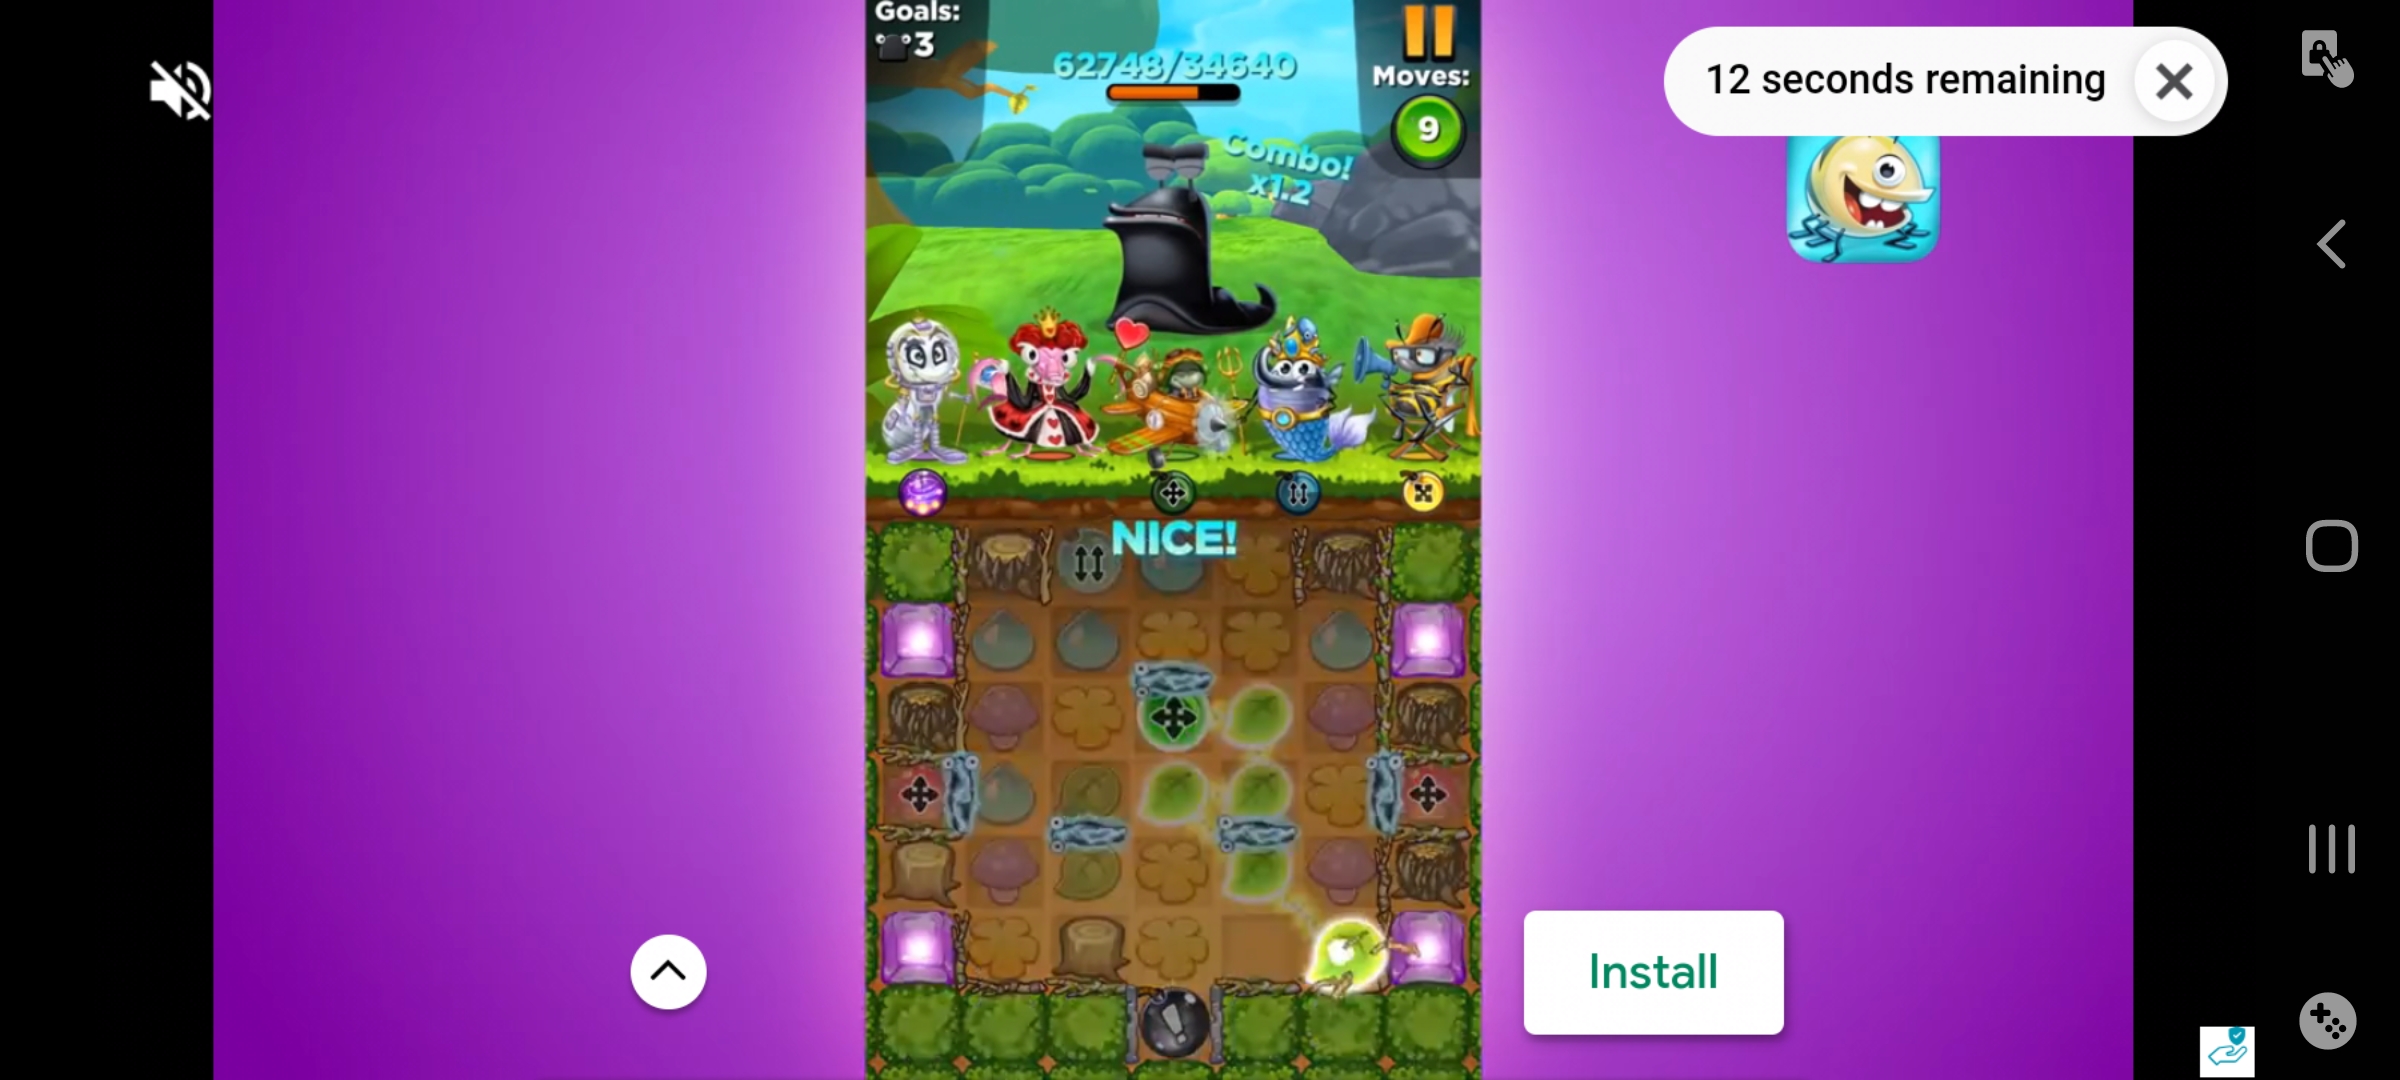 Goals:
3
62748/34640
Moves:
9
Combo!
x1.2
12 seconds remaining
NICE!
Install